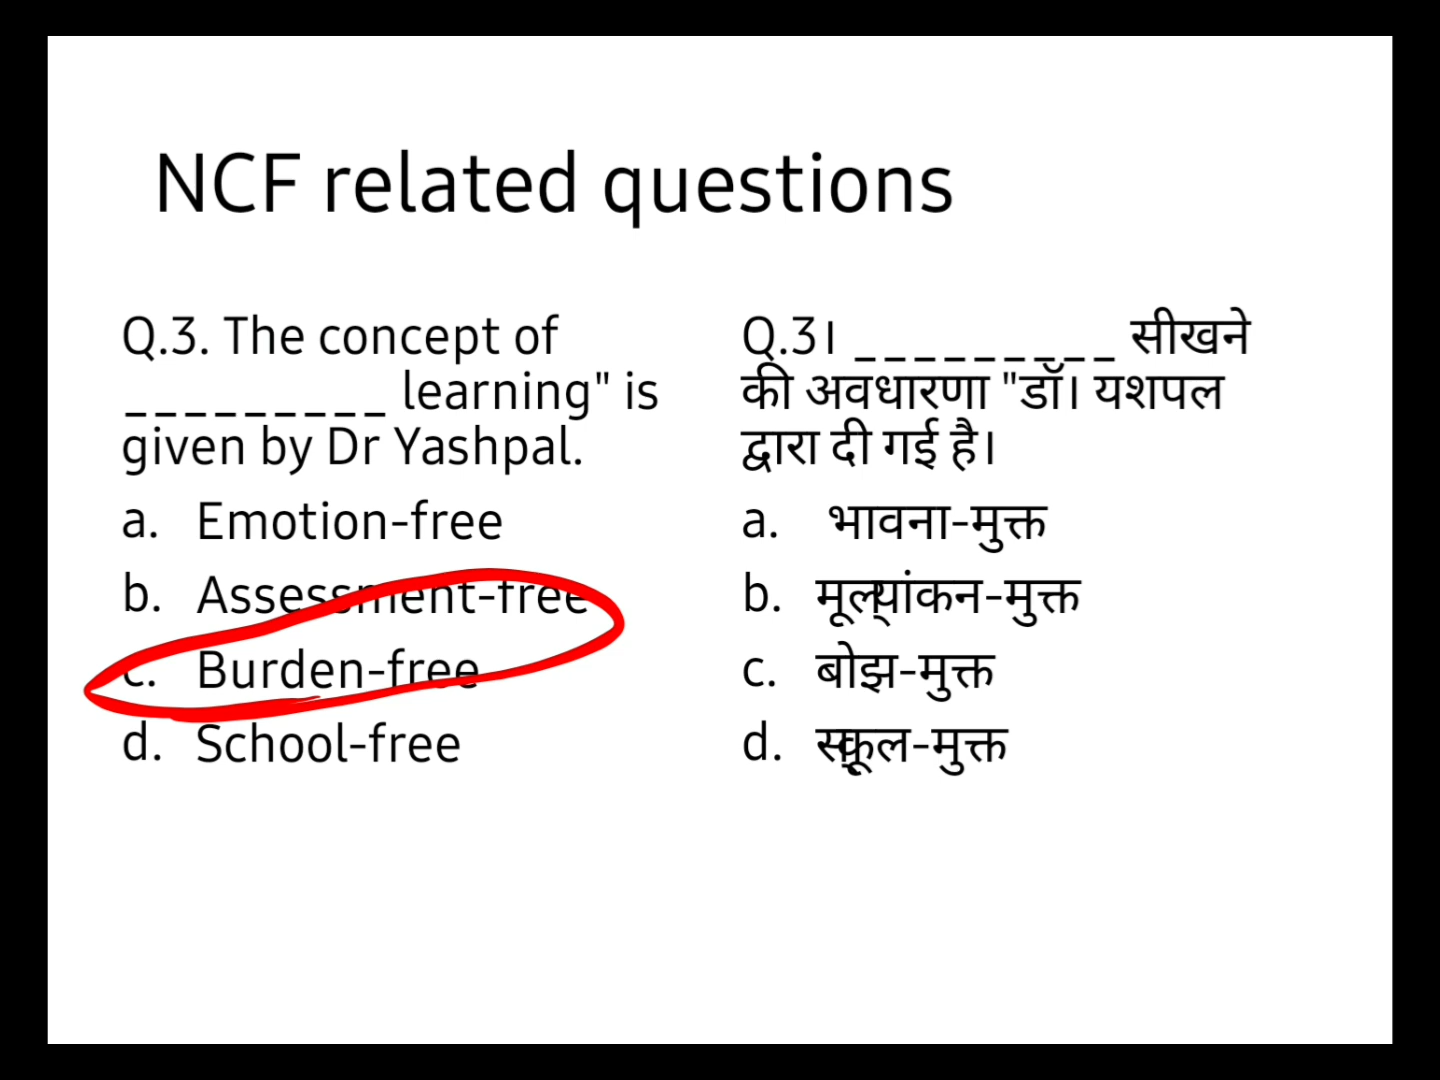 NCF related questions
Q.3. The concept of
_________ learning" is
given by Dr Yashpal.
a. Emotion-free
b. Assessment-free
c. Burden-free
d. School-free
Q.3। _________ सीखने
की अवधारणा "डॉ। यशपल
द्वारा दी गई है।
a. भावना-मुक्त
b. मूल्यांकन-मुक्त
c. बोझ-मुक्त
d. स्कूल-मुक्त